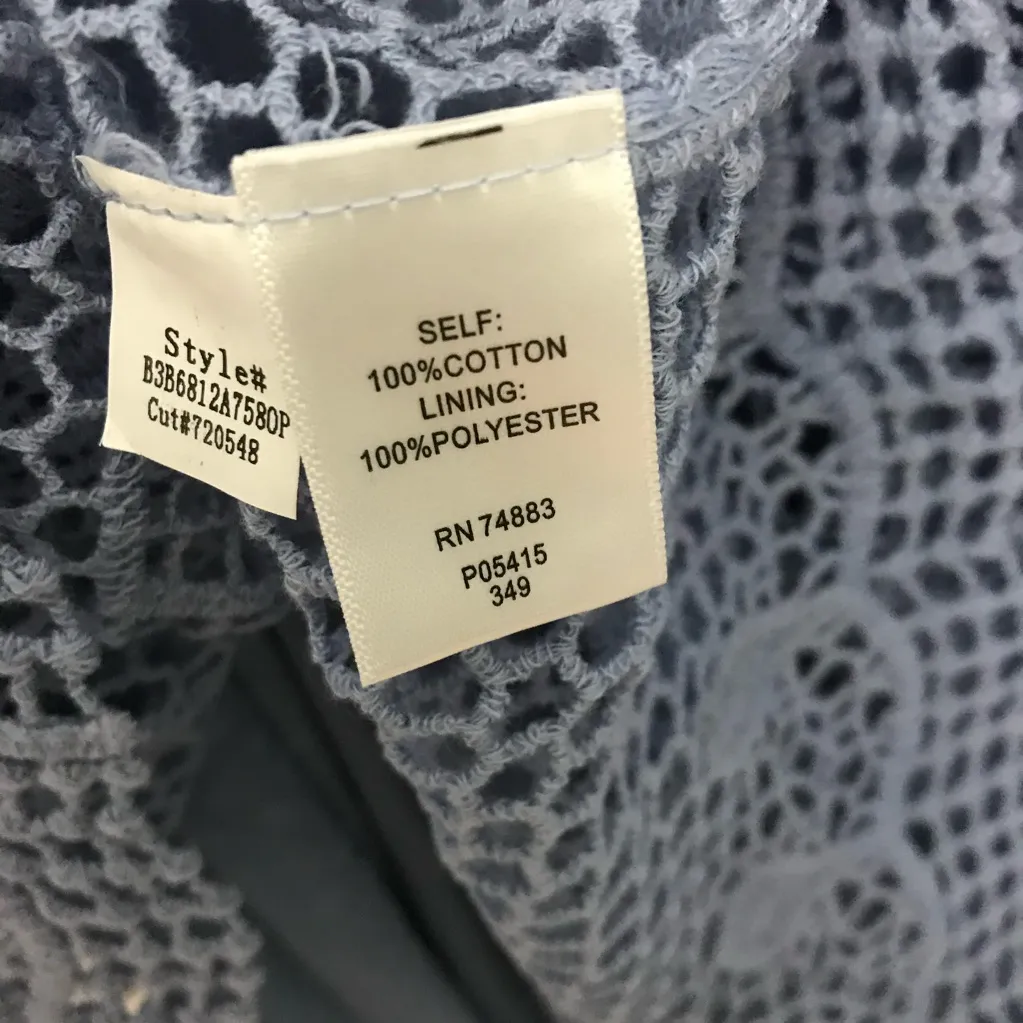 Style#
B3B6812A7580P
Cut#720548
SELF:
100%COTTON
LINING:
100%POLYESTER
RN 74883
P05415
349